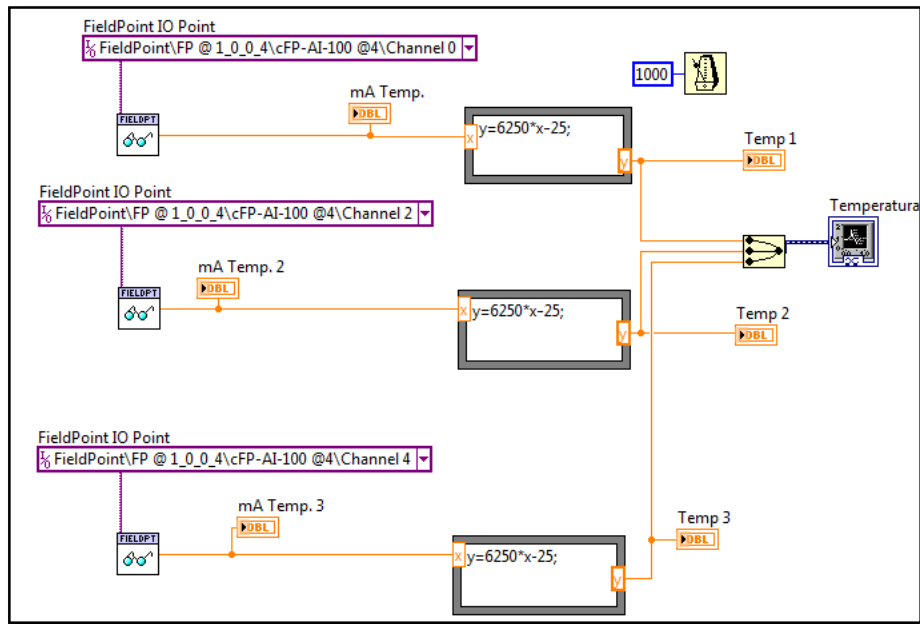 FieldPoint IO Point
I/O FieldPoint\FP @ 1_0_0_4\cFP-AI-100 @4\Channel 0
1000
mA Temp.
DBL
FIELDPT
x
y=6250*x-25;
y
Temp 1
DBL
FieldPoint IO Point
I/O FieldPoint\FP @ 1_0_0_4\cFP-AI-100 @4\Channel 2
Temperatura
mA Temp. 2
DBL
FIELDPT
x
y=6250*x-25;
y
Temp 2
DBL
FieldPoint IO Point
I/O FieldPoint\FP @ 1_0_0_4\cFP-AI-100 @4\Channel 4
mA Temp. 3
DBL
FIELDPT
x
y=6250*x-25;
y
Temp 3
DBL